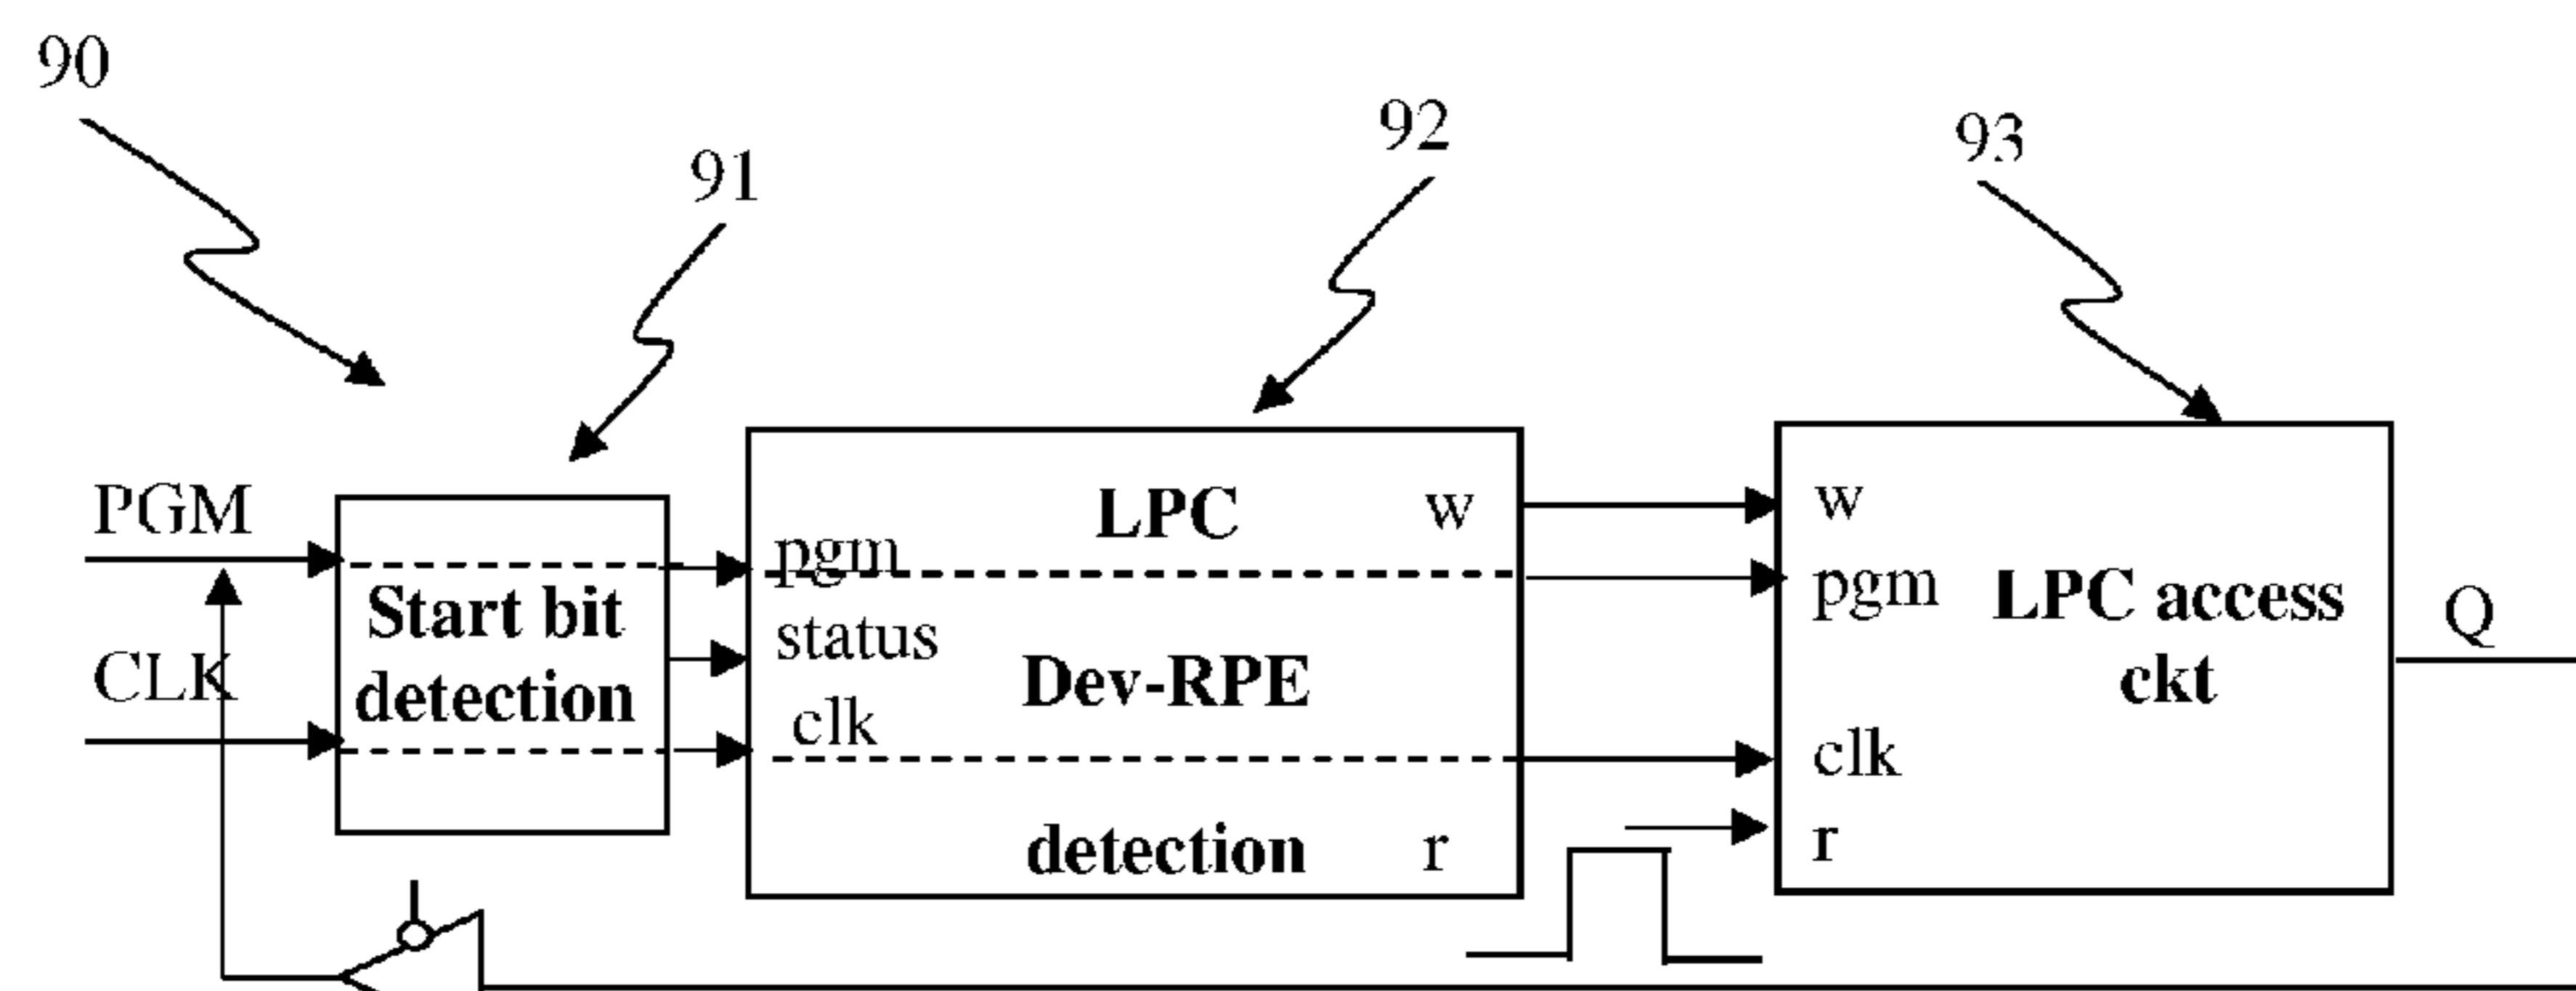 90
91
92
93
PGM
CLK
Start bit
detection
pgm
status
clk
LPC
Dev-RPE
detection
w
r
w
pgm
clk
r
LPC access
ckt
Q